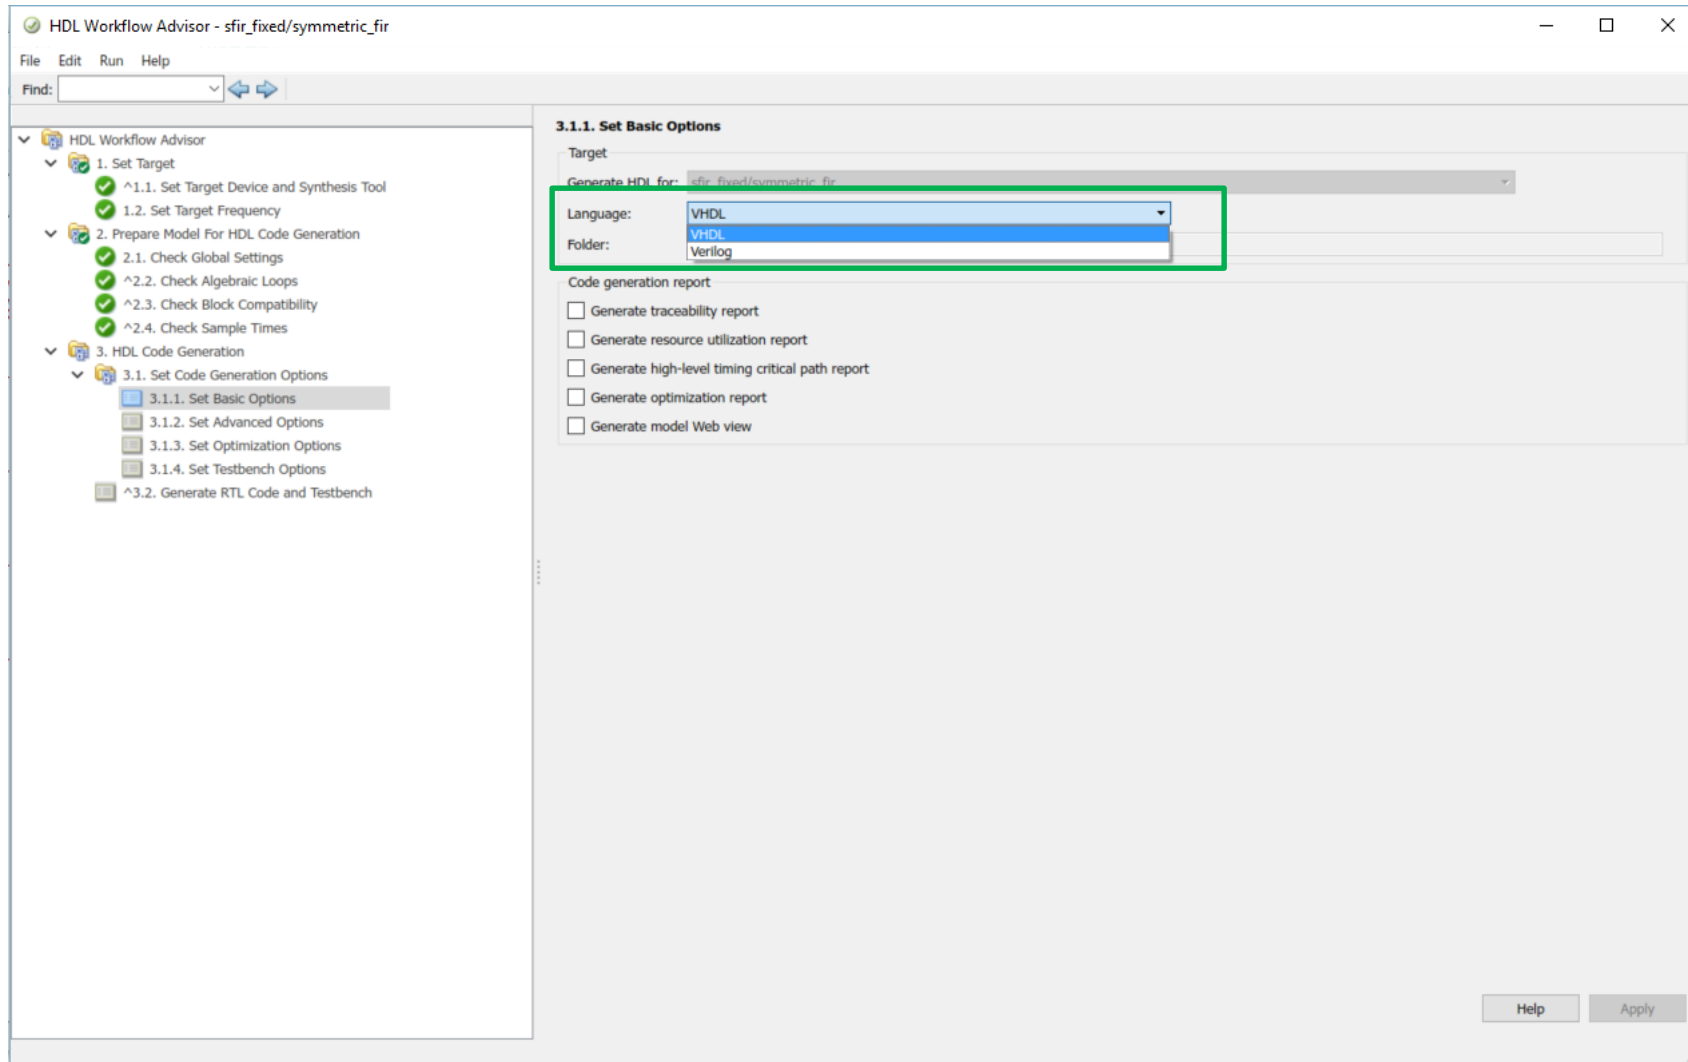 HDL Workflow Advisor - sfir_fixed/symmetric_fir
File Edit Run Help
Find:
HDL Workflow Advisor
1. Set Target
^1.1. Set Target Device and Synthesis Tool
1.2. Set Target Frequency
2. Prepare Model For HDL Code Generation
2.1. Check Global Settings
^2.2. Check Algebraic Loops
^2.3. Check Block Compatibility
^2.4. Check Sample Times
3. HDL Code Generation
3.1. Set Code Generation Options
3.1.1. Set Basic Options
3.1.2. Set Advanced Options
3.1.3. Set Optimization Options
3.1.4. Set Testbench Options
^3.2. Generate RTL Code and Testbench
3.1.1. Set Basic Options
Target
Generate HDL for: sfir_fixed/symmetric_fir
Language: VHDL
VHDL
Folder:
Verilog
Code generation report
Generate traceability report
Generate resource utilization report
Generate high-level timing critical path report
Generate optimization report
Generate model Web view
Help Apply